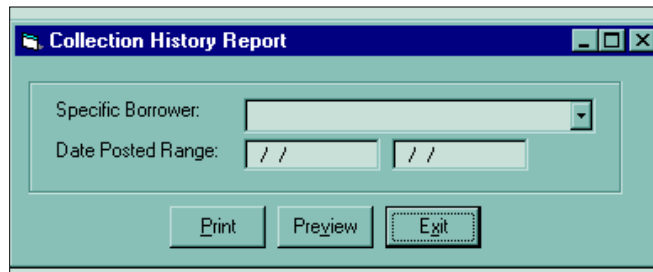 Collection History Report
Specific Borrower:
Date Posted Range: / / / /
Print Preview Exit